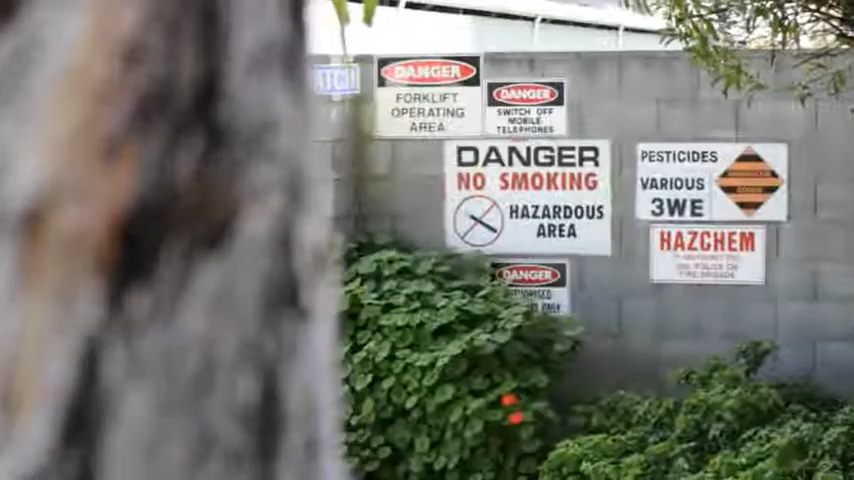 DANGER
FORKLIFT
OPERATING
AREA
DANGER
SWITCH OFF
MOBILE
TELEPHONES
DANGER
NO SMOKING
HAZARDOUS
AREA
PESTICIDES
VARIOUS
3WE
HAZCHEM
DANGER